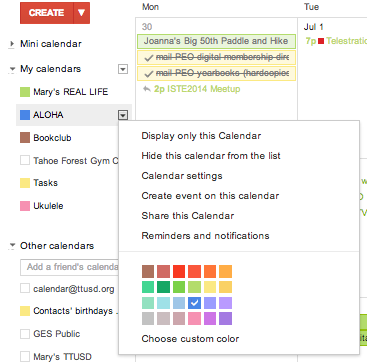 CREATE
Mon
Tue
Mini calendar
30
Jul 1
Joanna's Big 50th Paddle and Hike
7p Telestratio
mail PEO digital membership dire
mail PEO yearbooks (hardcopies
2p ISTE2014 Meetup
My calendars
Mary's REAL LIFE
ALOHA
Bookclub
Tahoe Forest Gym C
Tasks
Ukulele
Display only this Calendar
Hide this calendar from the list
Calendar settings
Create event on this calendar
Share this Calendar
Reminders and notifications
Choose custom color
Other calendars
Add a friend's calenda
calendar@ttusd.org
Contacts' birthdays
GES Public
Mary's TTUSD